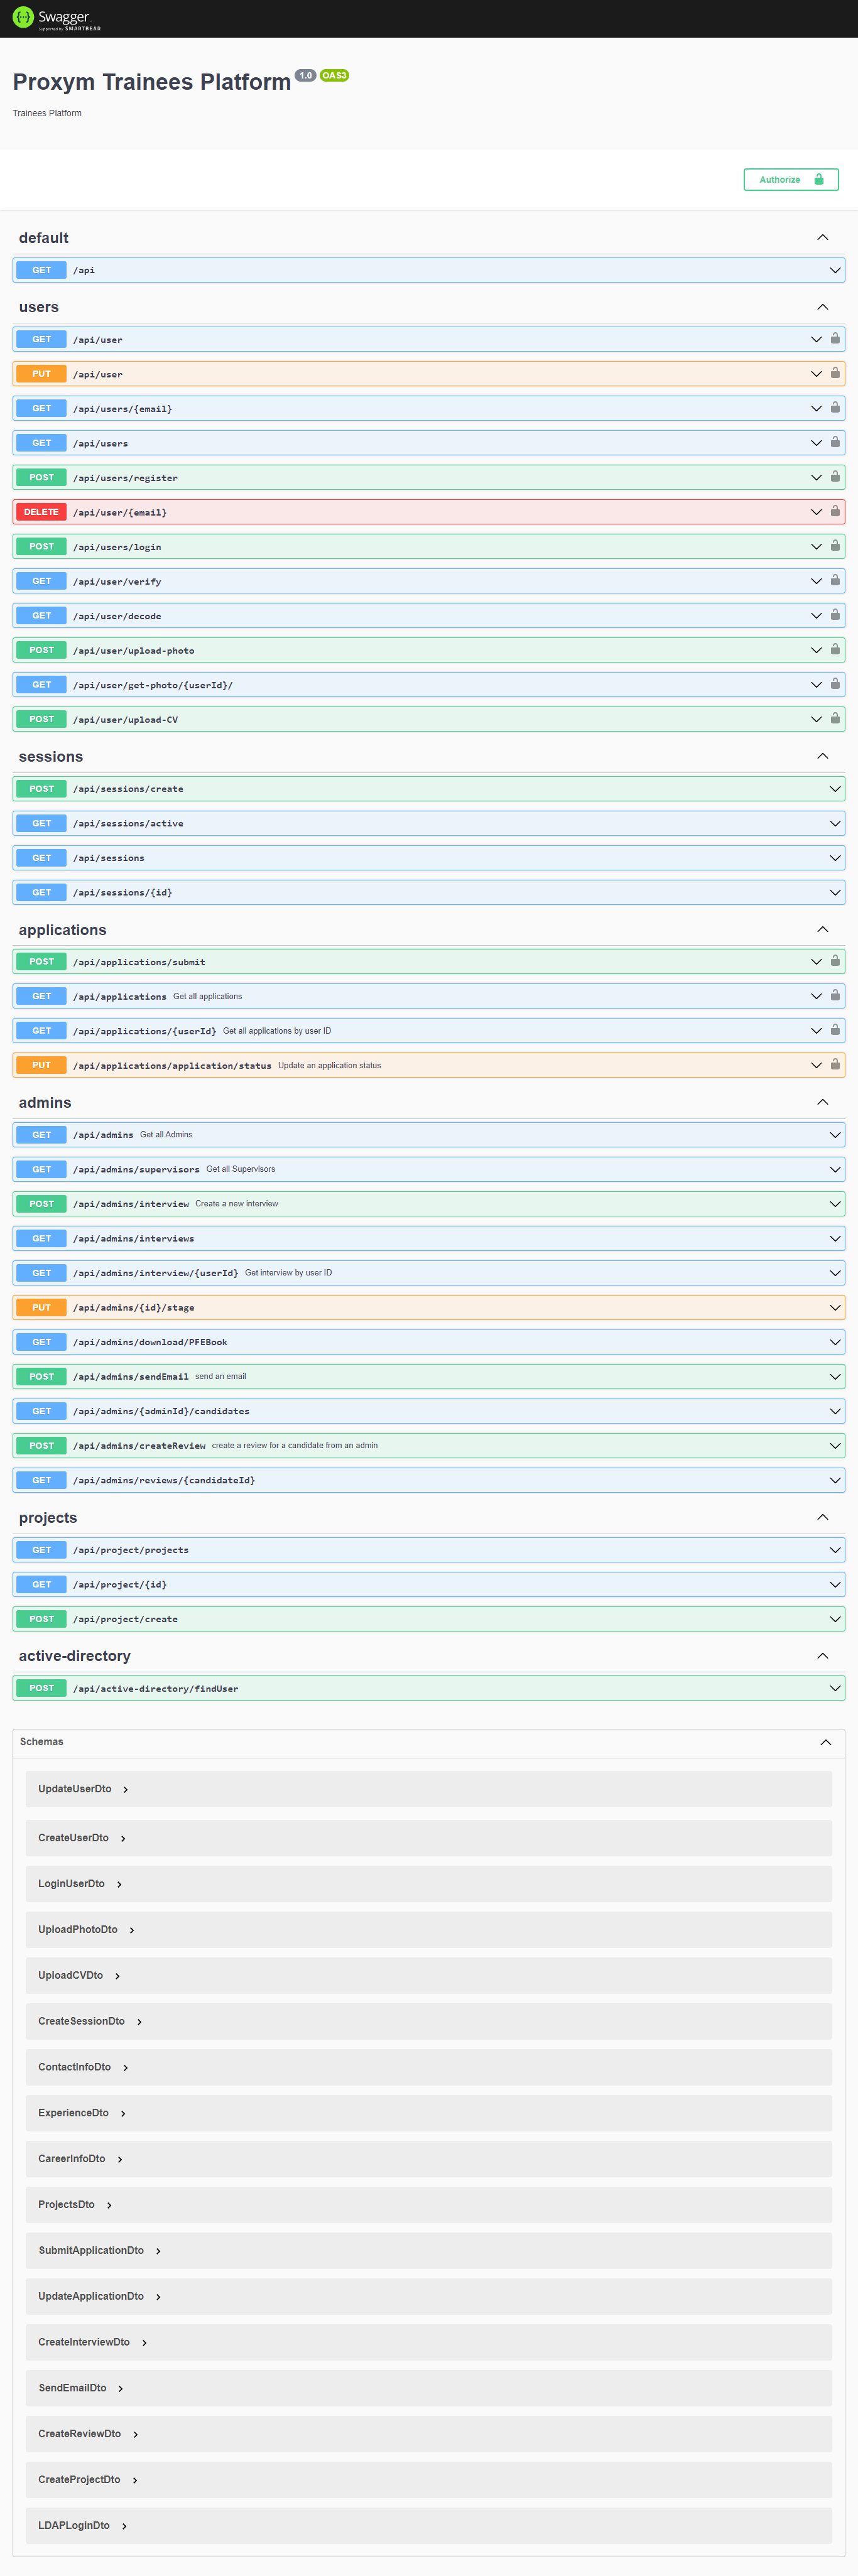 Swagger
Supported by SMARTBEAR
Proxym Trainees Platform 1.0 OAS3
Trainees Platform
Authorize
default
GET /api
users
GET /api/user
PUT /api/user
GET /api/users/{email}
GET /api/users
POST /api/users/register
DELETE /api/user/{email}
POST /api/users/login
GET /api/user/verify
GET /api/user/decode
POST /api/user/upload-photo
GET /api/user/get-photo/{userId}/
POST /api/user/upload-CV
sessions
POST /api/sessions/create
GET /api/sessions/active
GET /api/sessions
GET /api/sessions/{id}
applications
POST /api/applications/submit
GET /api/applications Get all applications
GET /api/applications/{userId} Get all applications by user ID
PUT /api/applications/application/status Update an application status
admins
GET /api/admins Get all Admins
GET /api/admins/supervisors Get all Supervisors
POST /api/admins/interview Create a new interview
GET /api/admins/interviews
GET /api/admins/interview/{userId} Get interview by user ID
PUT /api/admins/{id}/stage
GET /api/admins/download/PFEBook
POST /api/admins/sendEmail send an email
GET /api/admins/{adminId}/candidates
POST /api/admins/createReview create a review for a candidate from an admin
GET /api/admins/reviews/{candidateId}
projects
GET /api/project/projects
GET /api/project/{id}
POST /api/project/create
active-directory
POST /api/active-directory/findUser
Schemas
UpdateUserDto
CreateUserDto
LoginUserDto
UploadPhotoDto
UploadCVDto
CreateSessionDto
ContactInfoDto
ExperienceDto
CareerInfoDto
ProjectsDto
SubmitApplicationDto
UpdateApplicationDto
CreateInterviewDto
SendEmailDto
CreateReviewDto
CreateProjectDto
LDAPLoginDto